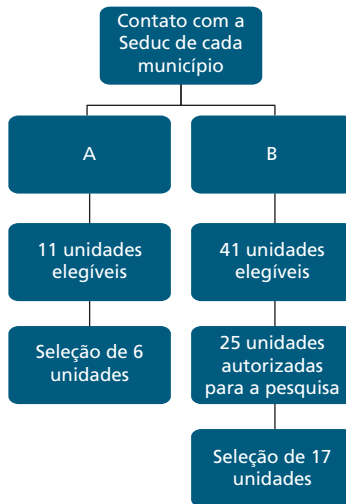 Contato com a
Seduc de cada
município
A
B
11 unidades
elegíveis
41 unidades
elegíveis
Seleção de 6
unidades
25 unidades
autorizadas
para a pesquisa
Seleção de 17
unidades